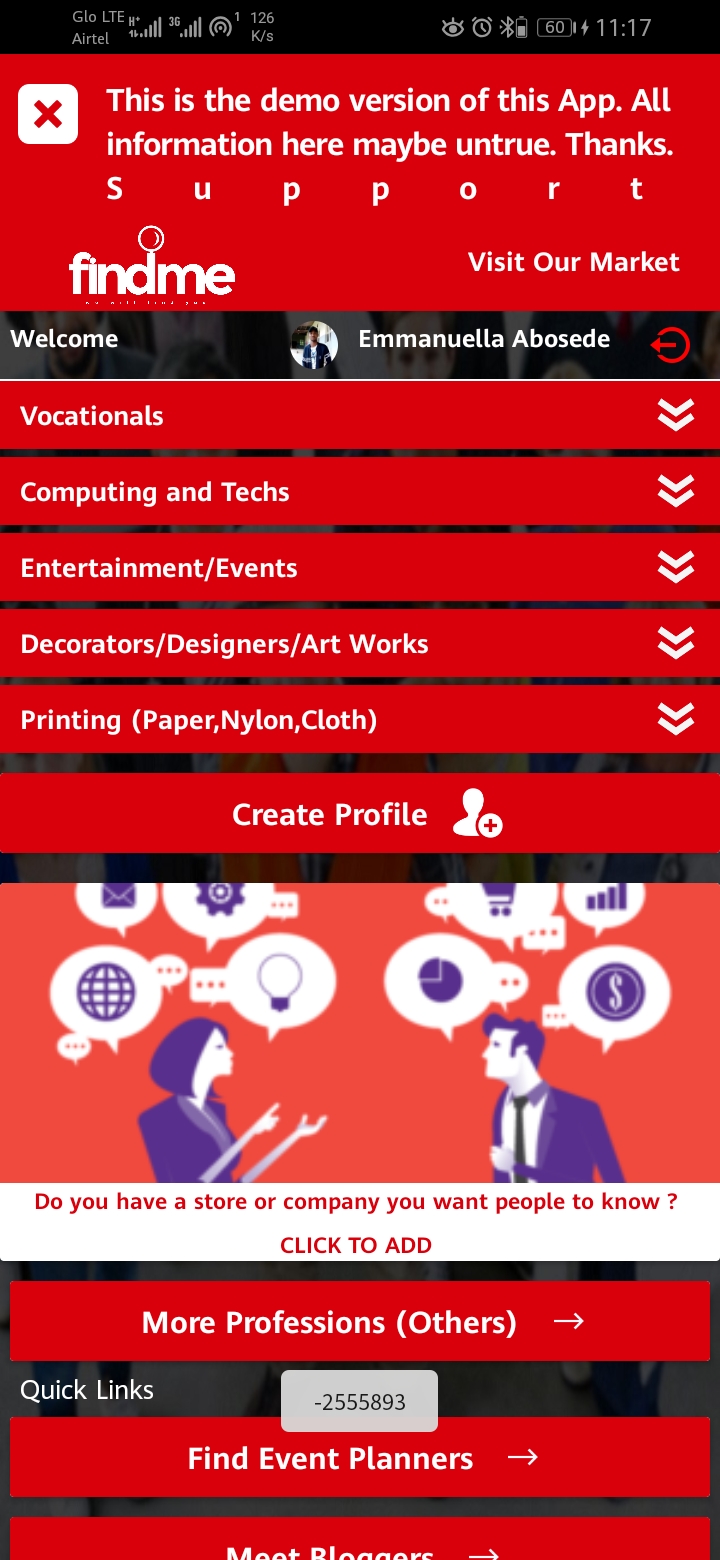 Glo LTE
Airtel
H+
3G
1
126
K/s
60
11:17
This is the demo version of this App. All
information here maybe untrue. Thanks.
S u p p o r t
findme
Visit Our Market
Welcome
Emmanuella Abosede
Vocationals
Computing and Techs
Entertainment/Events
Decorators/Designers/Art Works
Printing (Paper,Nylon,Cloth)
Create Profile
$
Do you have a store or company you want people to know ?
CLICK TO ADD
More Professions (Others)
Quick Links
-2555893
Find Event Planners
Meet Bloggers